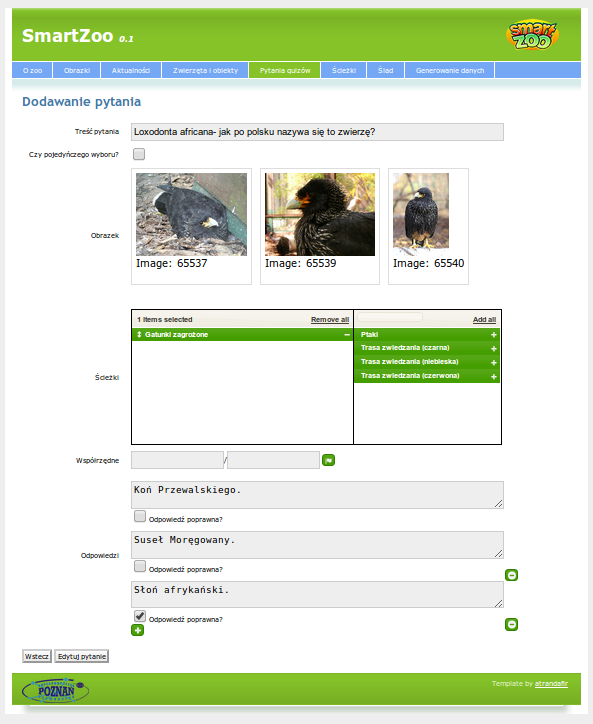 SmartZoo 0.1
smart ZOO
O zoo Obrazki Aktualności Zwierzęta i obiekty Pytania quizów Ścieżki Ślad Generowanie danych
Dodawanie pytania
Treść pytania Loxodonta africana- jak po polsku nazywa się to zwierzę?
Czy pojedyńczego wyboru?
Obrazek
Image: 65537 Image: 65539 Image: 65540
1 items selected Remove all Add all
Gatunki zagrożone Ptaki
Trasa zwiedzania (czarna)
Trasa zwiedzania (niebieska)
Trasa zwiedzania (czerwona)
Ścieżki
Współrzędne /
Koń Przewalskiego.
Odpowiedź poprawna?
Odpowiedzi
Suseł Moręgowany.
Odpowiedź poprawna?
Słoń afrykański.
Odpowiedź poprawna?
Wstecz Edytuj pytanie
POZNAŃ
Template by atrandafir